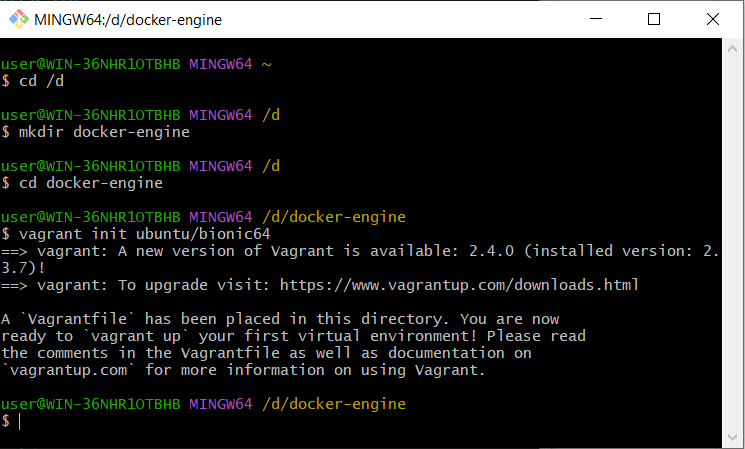 MINGW64:/d/docker-engine
user@WIN-36NHR1OTBHB MINGW64 ~
$ cd /d
user@WIN-36NHR1OTBHB MINGW64 /d
$ mkdir docker-engine
user@WIN-36NHR1OTBHB MINGW64 /d
$ cd docker-engine
user@WIN-36NHR1OTBHB MINGW64 /d/docker-engine
$ vagrant init ubuntu/bionic64
==> vagrant: A new version of Vagrant is available: 2.4.0 (installed version: 2.
3.7)!
==> vagrant: To upgrade visit: https://www.vagrantup.com/downloads.html
A `Vagrantfile` has been placed in this directory. You are now
ready to `vagrant up` your first virtual environment! Please read
the comments in the Vagrantfile as well as documentation on
`vagrantup.com` for more information on using Vagrant.
user@WIN-36NHR1OTBHB MINGW64 /d/docker-engine
$